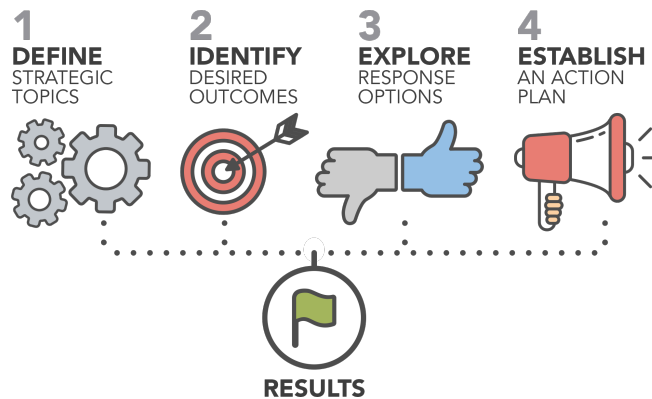 1
DEFINE
STRATEGIC
TOPICS
2
IDENTIFY
DESIRED
OUTCOMES
3
EXPLORE
RESPONSE
OPTIONS
4
ESTABLISH
AN ACTION
PLAN
RESULTS